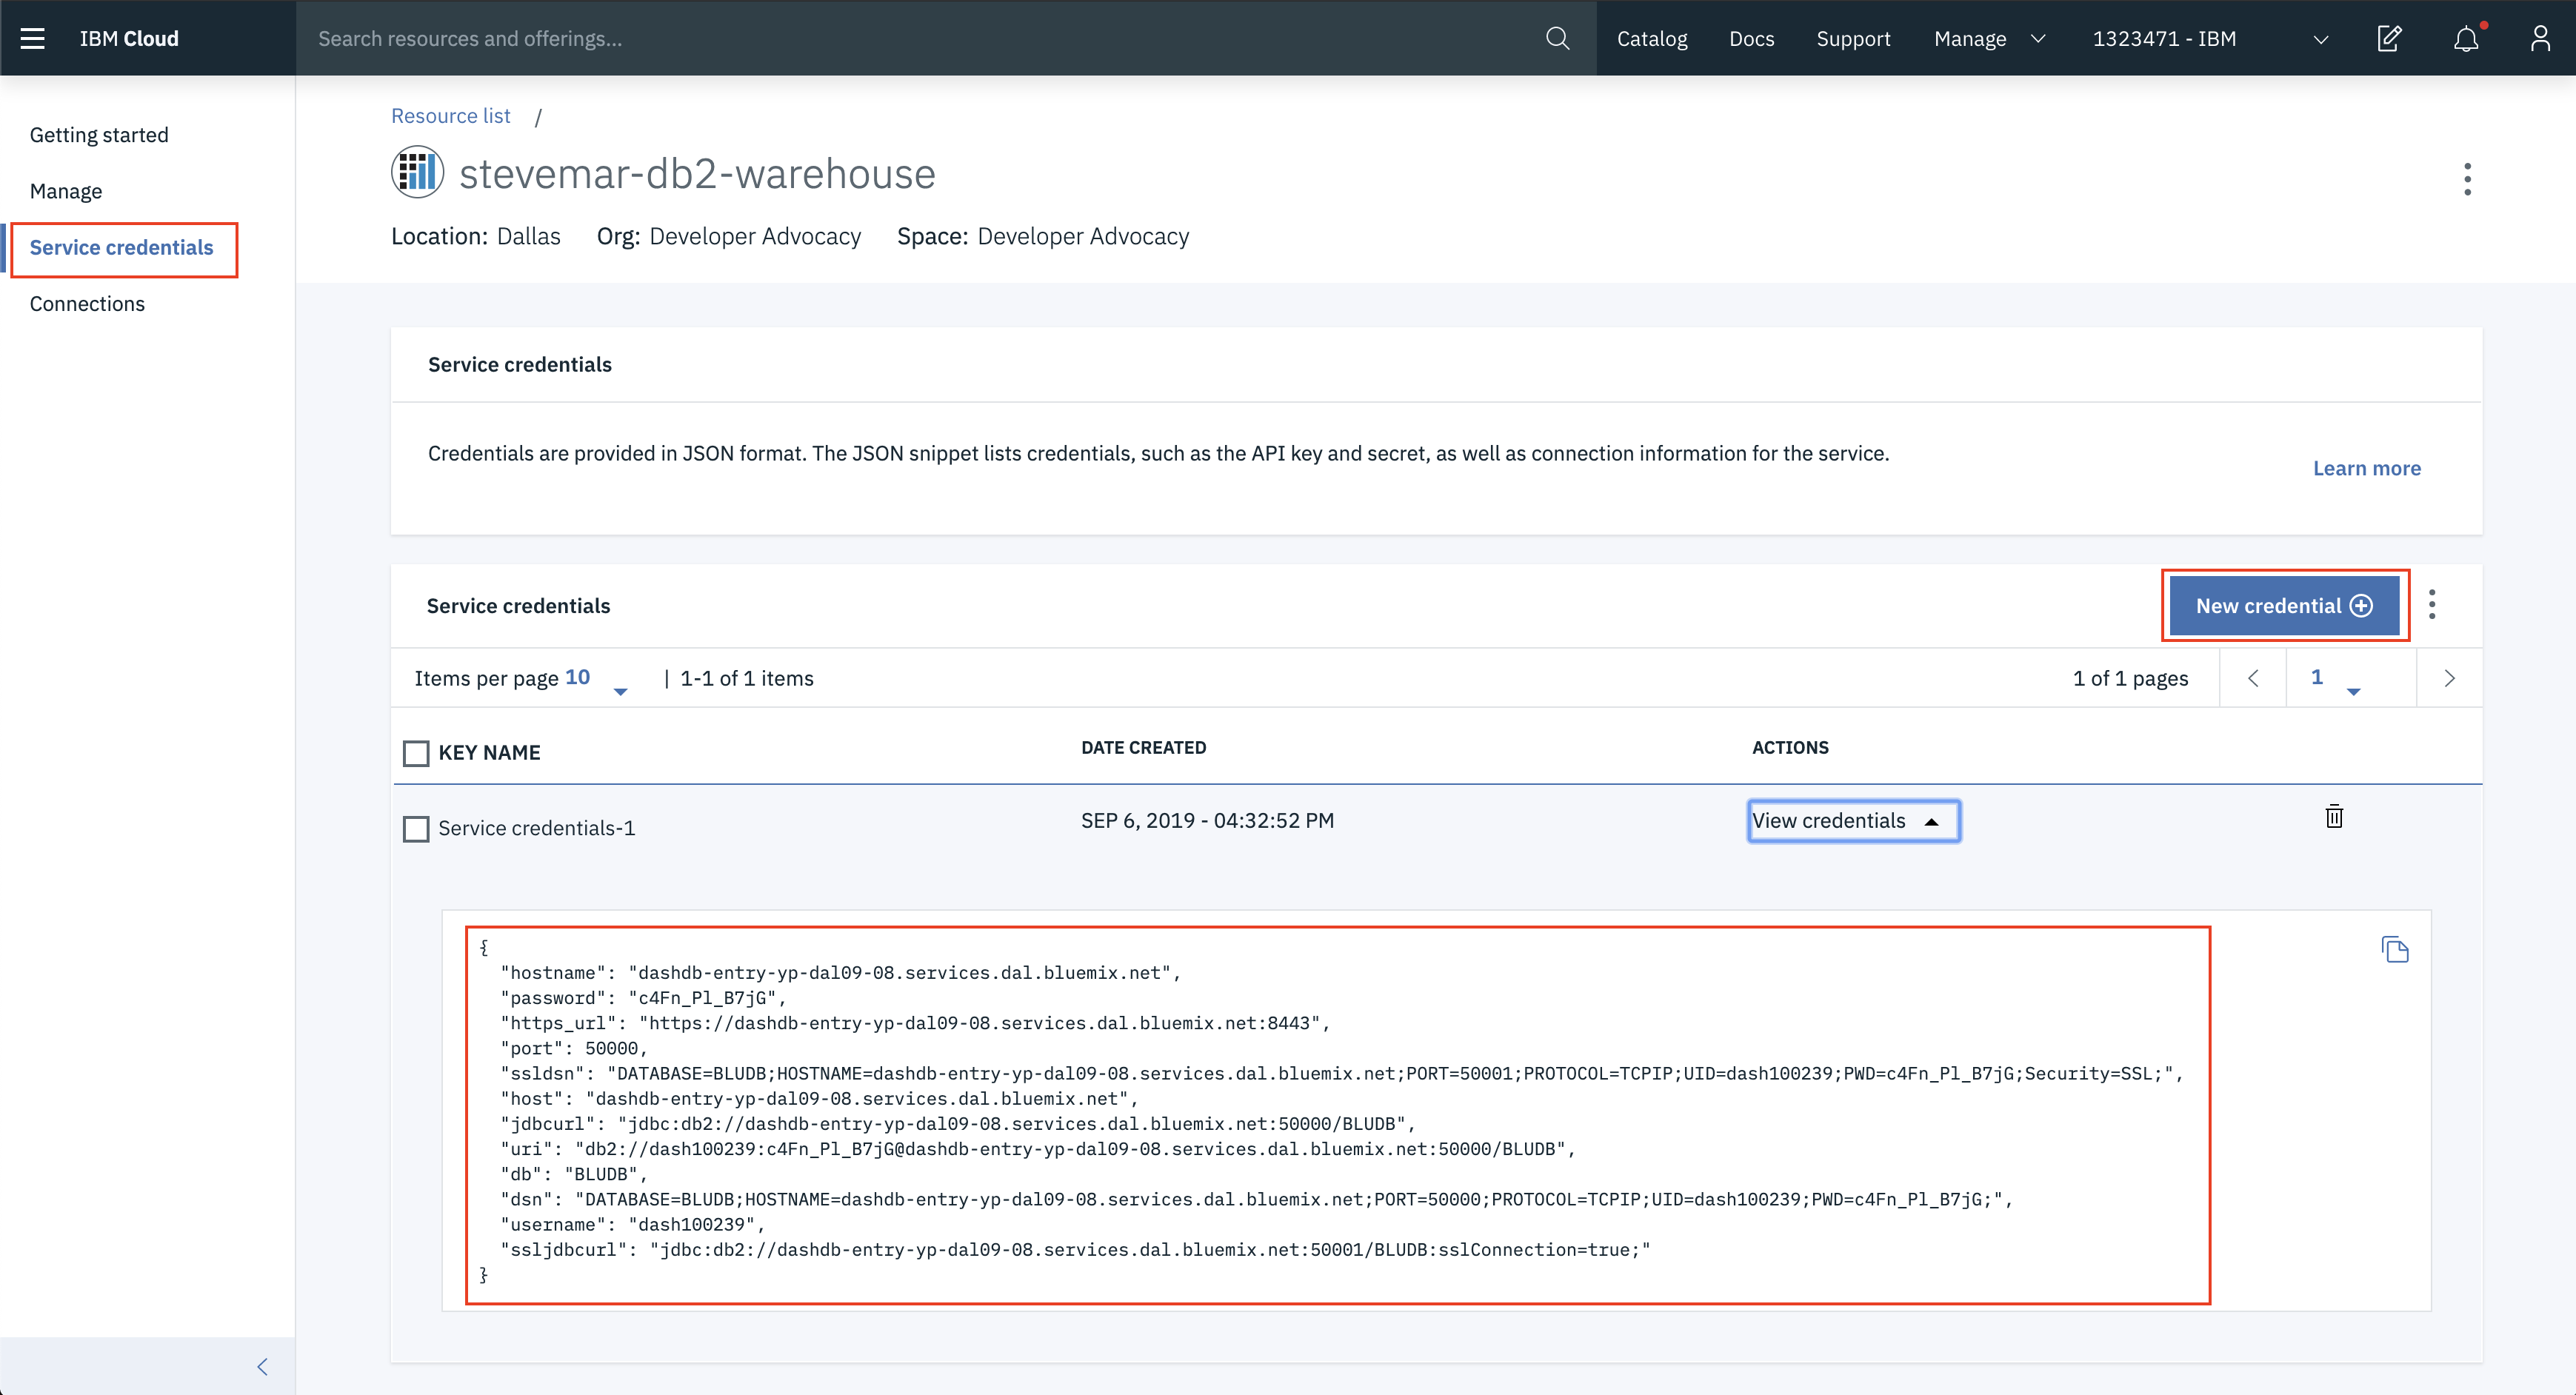 IBM Cloud
Search resources and offerings...
Catalog
Docs
Support
Manage
1323471 - IBM
Getting started
Manage
Service credentials
Connections
Resource list /
stevemar-db2-warehouse
Location: Dallas Org: Developer Advocacy Space: Developer Advocacy
Service credentials
Credentials are provided in JSON format. The JSON snippet lists credentials, such as the API key and secret, as well as connection information for the service.
Learn more
Service credentials
New credential
Items per page 10 | 1-1 of 1 items
1 of 1 pages
1
KEY NAME DATE CREATED ACTIONS
Service credentials-1 SEP 6, 2019 - 04:32:52 PM View credentials
{
"hostname": "dashdb-entry-yp-dal09-08.services.dal.bluemix.net",
"password": "c4Fn_Pl_B7jG",
"https_url": "https://dashdb-entry-yp-dal09-08.services.dal.bluemix.net:8443",
"port": 50000,
"ssldsn": "DATABASE=BLUDB;HOSTNAME=dashdb-entry-yp-dal09-08.services.dal.bluemix.net;PORT=50001;PROTOCOL=TCPIP;UID=dash100239;PWD=c4Fn_Pl_B7jG;Security=SSL;",
"host": "dashdb-entry-yp-dal09-08.services.dal.bluemix.net",
"jdbcurl": "jdbc:db2://dashdb-entry-yp-dal09-08.services.dal.bluemix.net:50000/BLUDB",
"uri": "db2://dash100239:c4Fn_Pl_B7jG@dashdb-entry-yp-dal09-08.services.dal.bluemix.net:50000/BLUDB",
"db": "BLUDB",
"dsn": "DATABASE=BLUDB;HOSTNAME=dashdb-entry-yp-dal09-08.services.dal.bluemix.net;PORT=50000;PROTOCOL=TCPIP;UID=dash100239;PWD=c4Fn_Pl_B7jG;",
"username": "dash100239",
"ssljdbcurl": "jdbc:db2://dashdb-entry-yp-dal09-08.services.dal.bluemix.net:50001/BLUDB:sslConnection=true;"
}